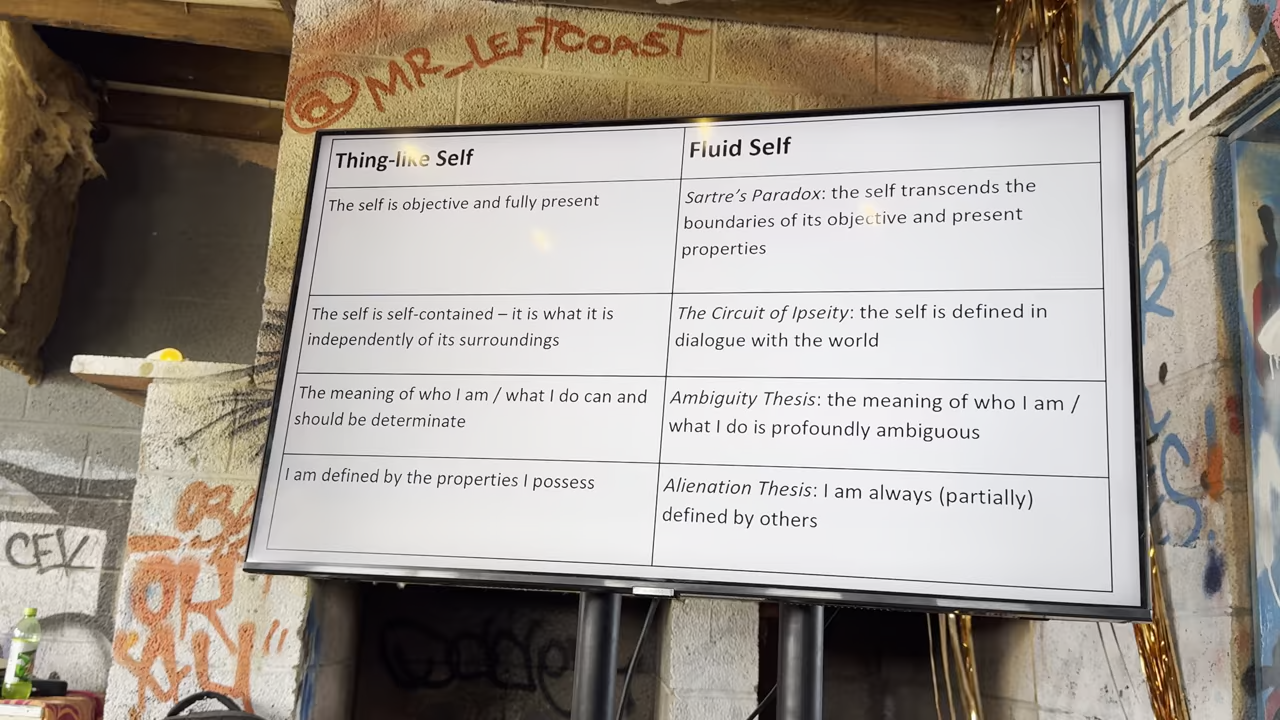 @MR_LEFTCOAST
Thing-like Self
Fluid Self
The self is objective and fully present
Sartre's Paradox: the self transcends the
boundaries of its objective and present
properties
The self is self-contained – it is what it is
independently of its surroundings
The Circuit of Ipseity: the self is defined in
dialogue with the world
The meaning of who I am / what I do can and
should be determinate
Ambiguity Thesis: the meaning of who I am /
what I do is profoundly ambiguous
I am defined by the properties I possess
Alienation Thesis: I am always (partially)
defined by others